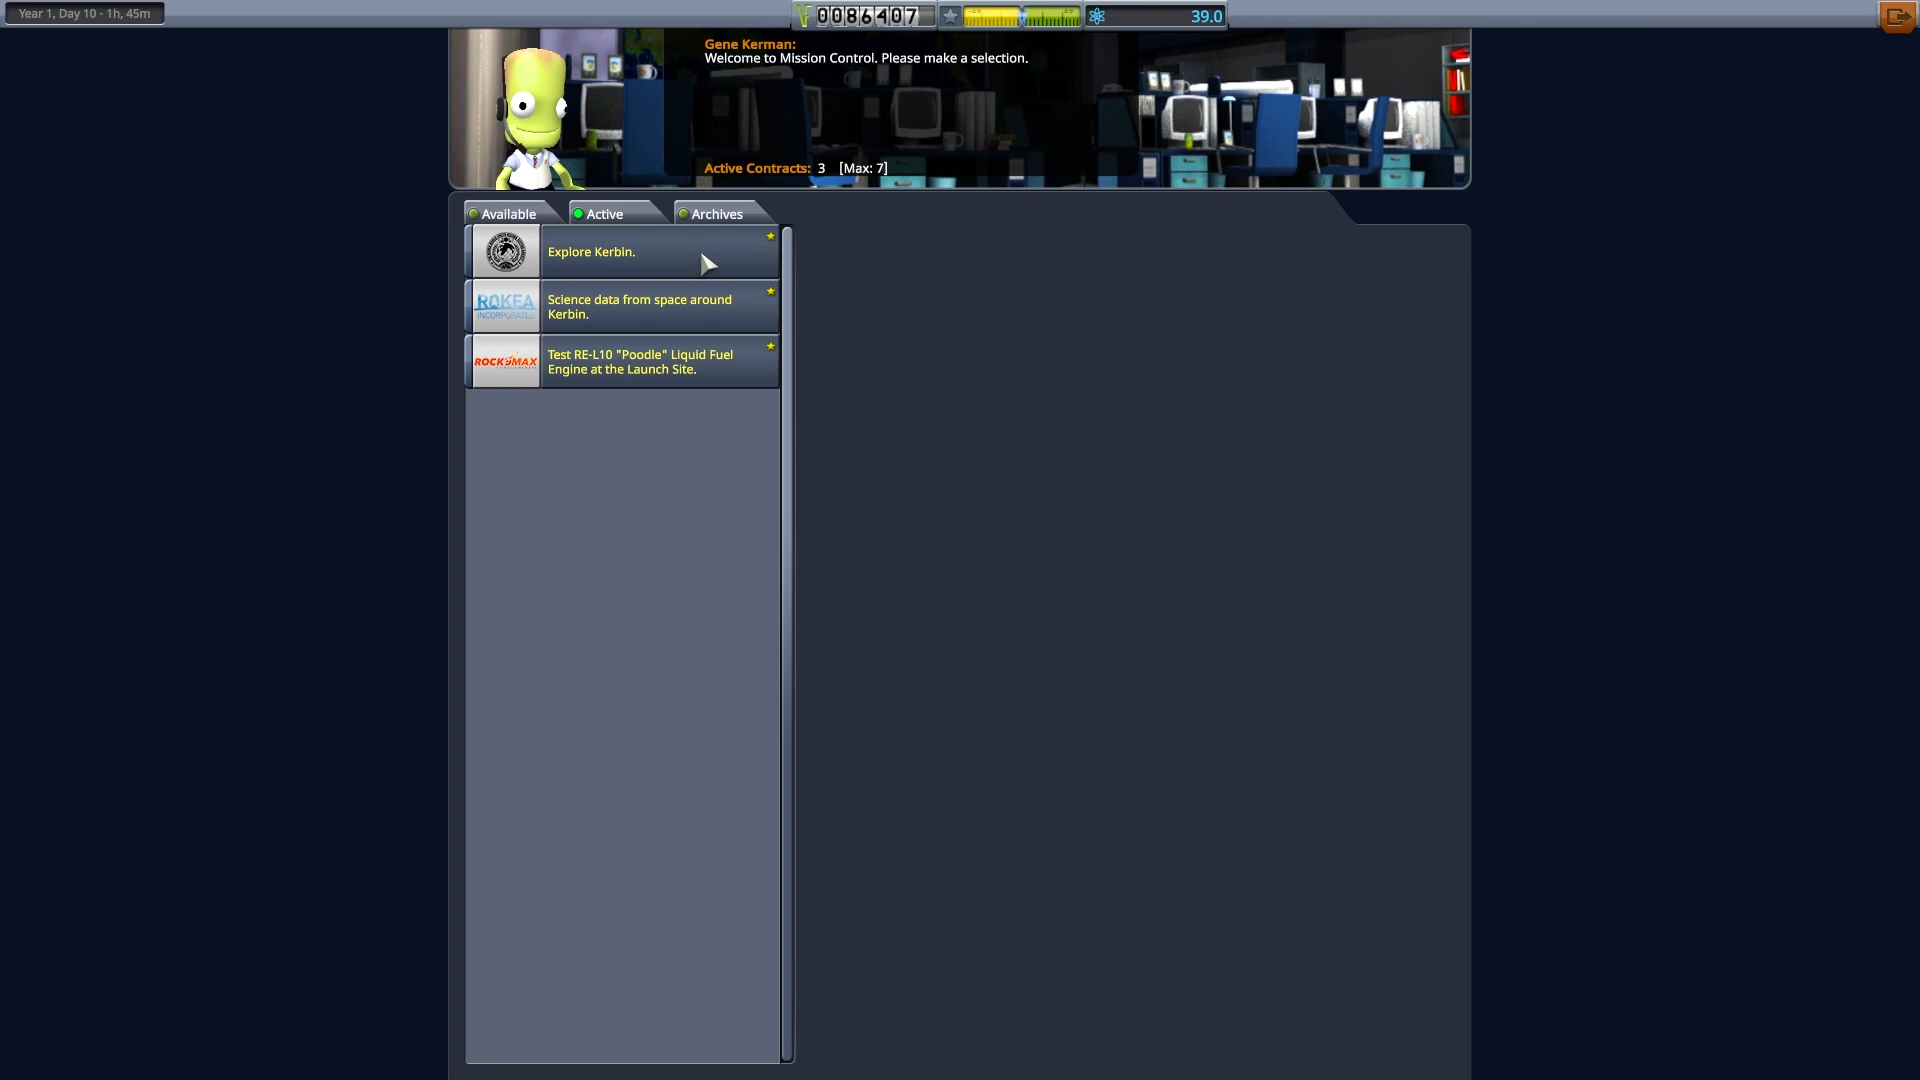 Year 1, Day 10 - 1h, 45m
0086407
39.0
Gene Kerman:
Welcome to Mission Control. Please make a selection.
Active Contracts: 3 [Max: 7]
Available
Active
Archives
Explore Kerbin.
ROKEA
INCORPORATED
Science data from space around
Kerbin.
ROCKOMAX
Test RE-L10 "Poodle" Liquid Fuel
Engine at the Launch Site.